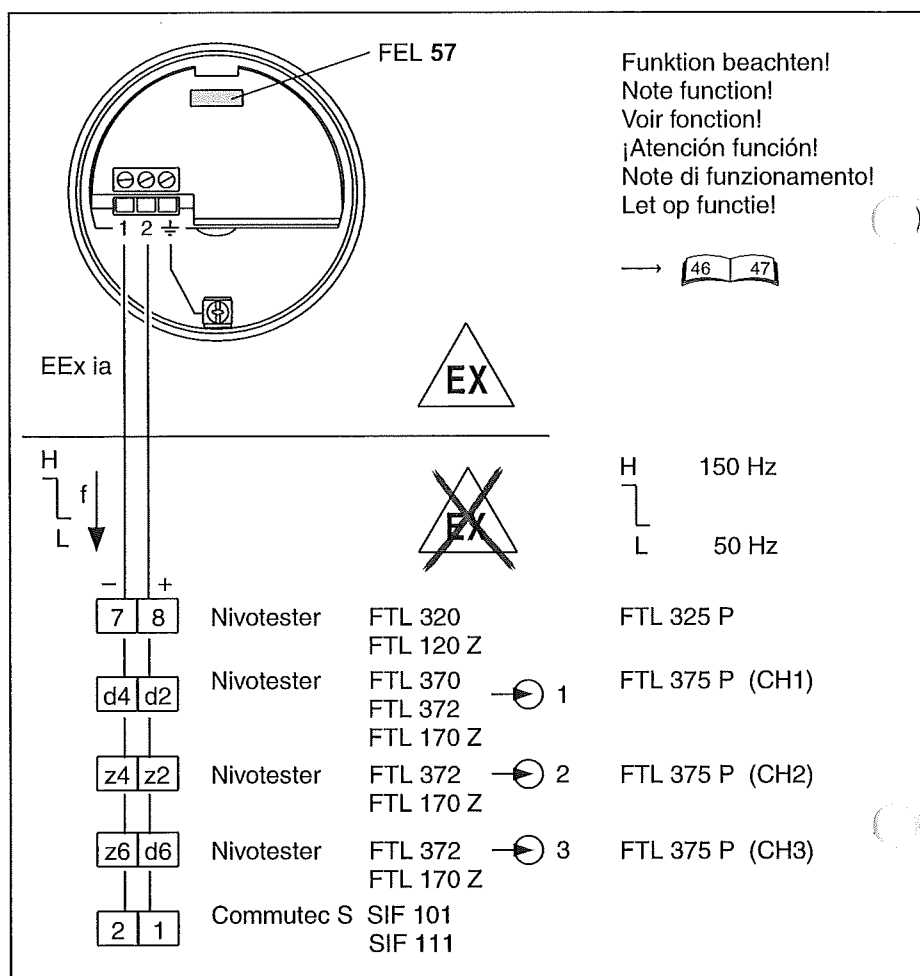 FEL 57
Funktion beachten!
Note function!
Voir fonction!
¡Atención función!
Note di funzionamento!
Let op functie!
46 47
1 2
EEx ia
EX
H
f
L
EX
H 150 Hz
L 50 Hz
− +
7 8 Nivotester FTL 320 FTL 325 P
FTL 120 Z
d4 d2 Nivotester FTL 370 1 FTL 375 P (CH1)
FTL 372
FTL 170 Z
z4 z2 Nivotester FTL 372 2 FTL 375 P (CH2)
FTL 170 Z
z6 d6 Nivotester FTL 372 3 FTL 375 P (CH3)
FTL 170 Z
2 1 Commutec S SIF 101
SIF 111